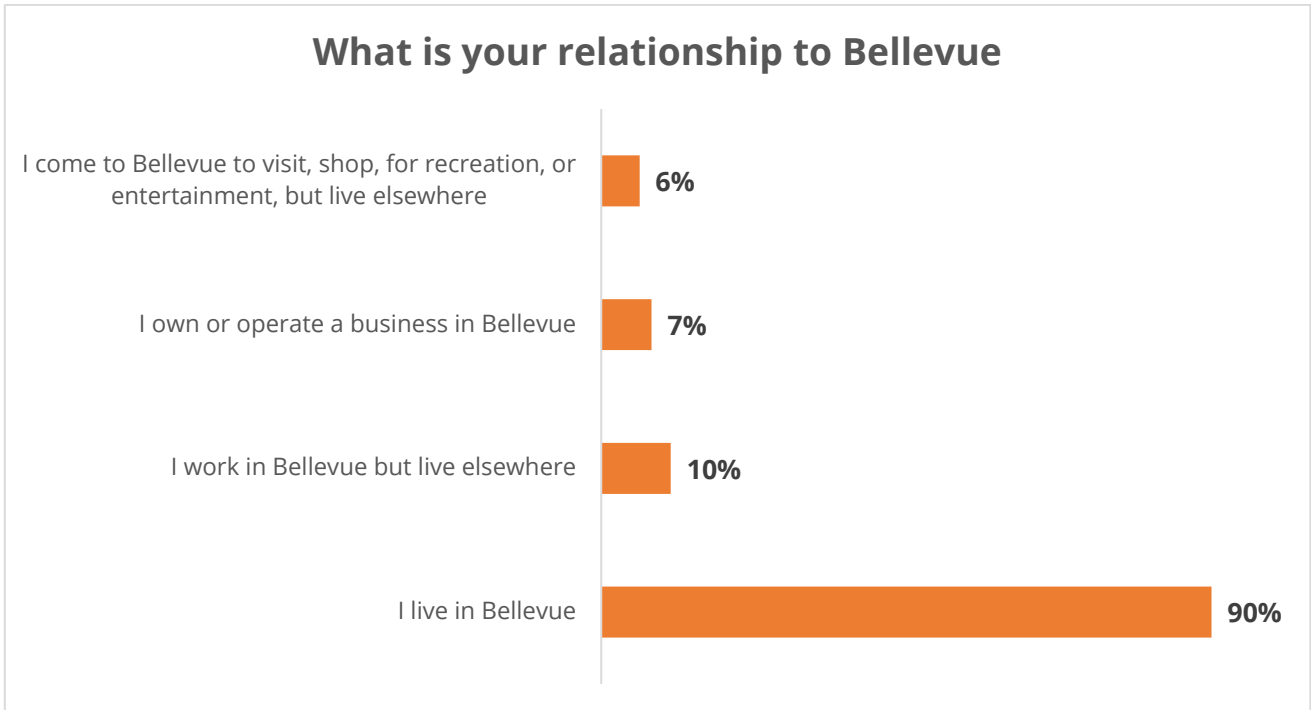 What is your relationship to Bellevue
I come to Bellevue to visit, shop, for recreation, or
entertainment, but live elsewhere
6%
I own or operate a business in Bellevue
7%
I work in Bellevue but live elsewhere
10%
I live in Bellevue
90%